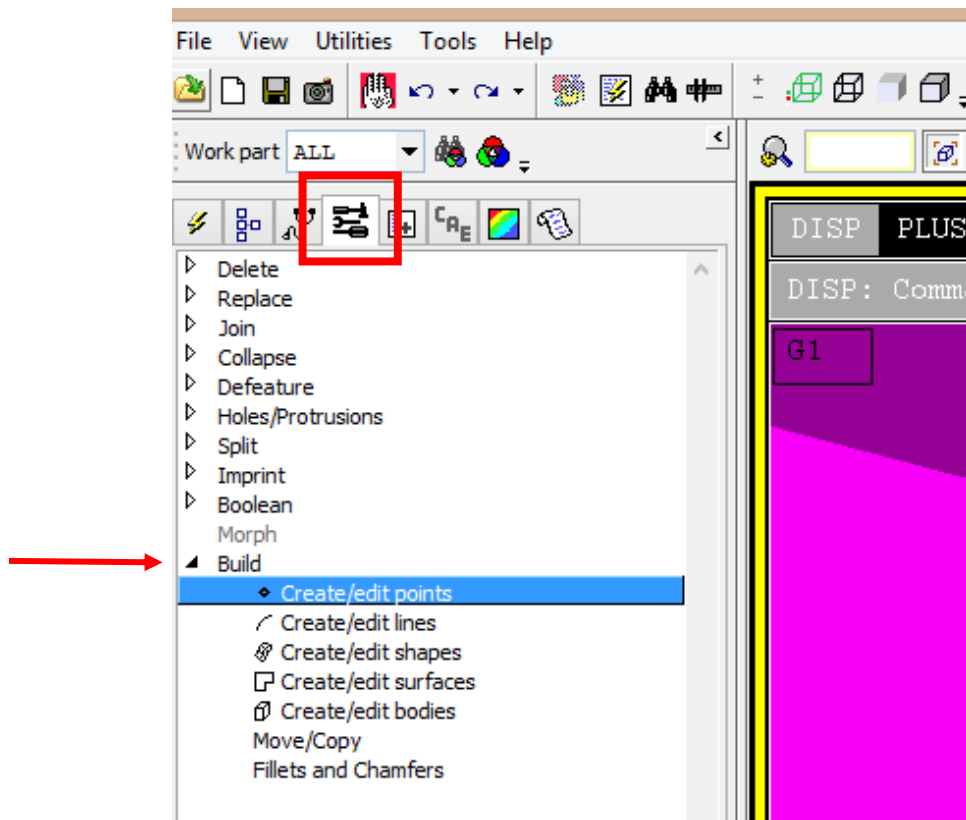 File View Utilities Tools Help
Work part ALL
CAE
DISP PLUS
DISP: Comm
G1
Delete
Replace
Join
Collapse
Defeature
Holes/Protrusions
Split
Imprint
Boolean
Morph
Build
Create/edit points
Create/edit lines
Create/edit shapes
Create/edit surfaces
Create/edit bodies
Move/Copy
Fillets and Chamfers